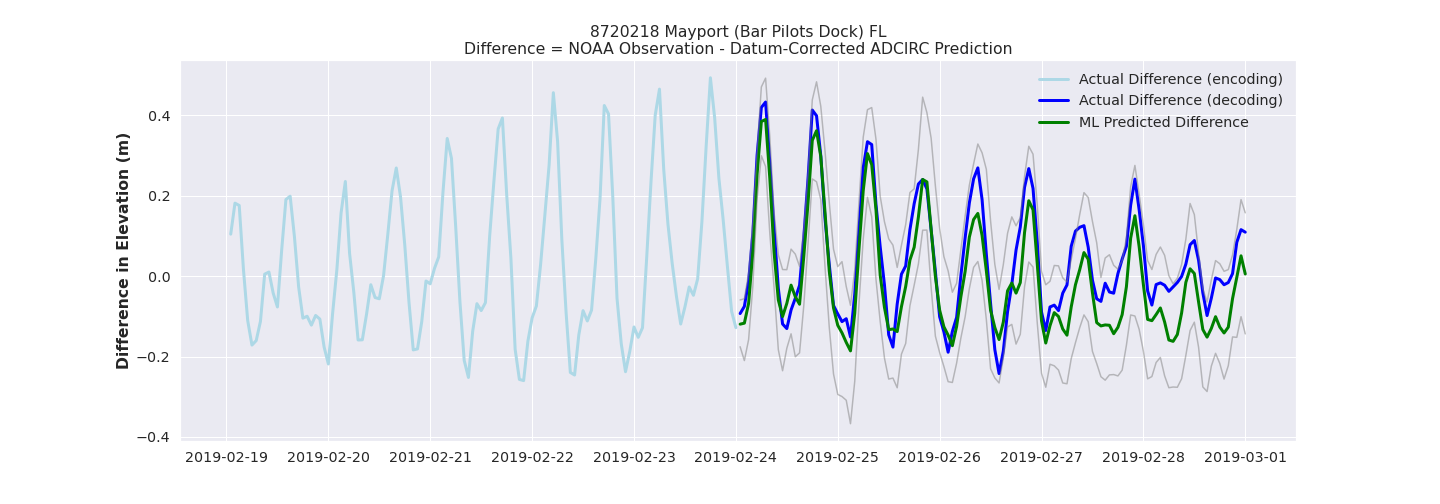 8720218 Mayport (Bar Pilots Dock) FL
Difference = NOAA Observation - Datum-Corrected ADCIRC Prediction
Actual Difference (encoding)
Actual Difference (decoding)
ML Predicted Difference
Difference in Elevation (m)
0.4
0.2
0.0
−0.2
−0.4
2019-02-19 2019-02-20 2019-02-21 2019-02-22 2019-02-23 2019-02-24 2019-02-25 2019-02-26 2019-02-27 2019-02-28 2019-03-01